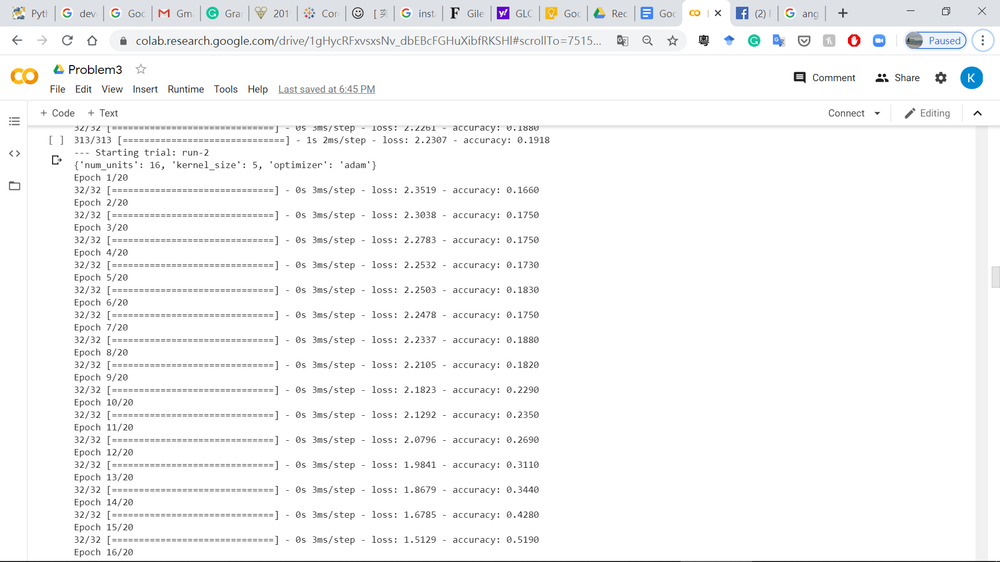 Pyth
dev
Goc
Gma
Gra
201
Cor
[ 突
inst
Gile
GLC
Goc
Rec
Goc
(2) F
ang
colab.research.google.com/drive/1gHycRFxvsxsNv_dbEBcFGHuXibfRKSHl#scrollTo=7515...
粵
Paused
CO
Problem3
Comment
Share
K
File Edit View Insert Runtime Tools Help Last saved at 6:45 PM
+ Code + Text
Connect
Editing
32/32 [==============================] - 0s 3ms/step - loss: 2.2261 - accuracy: 0.1880
[ ] 313/313 [==============================] - 1s 2ms/step - loss: 2.2307 - accuracy: 0.1918
--- Starting trial: run-2
{'num_units': 16, 'kernel_size': 5, 'optimizer': 'adam'}
Epoch 1/20
32/32 [==============================] - 0s 3ms/step - loss: 2.3519 - accuracy: 0.1660
Epoch 2/20
32/32 [==============================] - 0s 3ms/step - loss: 2.3038 - accuracy: 0.1750
Epoch 3/20
32/32 [==============================] - 0s 3ms/step - loss: 2.2783 - accuracy: 0.1750
Epoch 4/20
32/32 [==============================] - 0s 3ms/step - loss: 2.2532 - accuracy: 0.1730
Epoch 5/20
32/32 [==============================] - 0s 3ms/step - loss: 2.2503 - accuracy: 0.1830
Epoch 6/20
32/32 [==============================] - 0s 3ms/step - loss: 2.2478 - accuracy: 0.1750
Epoch 7/20
32/32 [==============================] - 0s 3ms/step - loss: 2.2337 - accuracy: 0.1880
Epoch 8/20
32/32 [==============================] - 0s 3ms/step - loss: 2.2105 - accuracy: 0.1820
Epoch 9/20
32/32 [==============================] - 0s 3ms/step - loss: 2.1823 - accuracy: 0.2290
Epoch 10/20
32/32 [==============================] - 0s 3ms/step - loss: 2.1292 - accuracy: 0.2350
Epoch 11/20
32/32 [==============================] - 0s 3ms/step - loss: 2.0796 - accuracy: 0.2690
Epoch 12/20
32/32 [==============================] - 0s 3ms/step - loss: 1.9841 - accuracy: 0.3110
Epoch 13/20
32/32 [==============================] - 0s 3ms/step - loss: 1.8679 - accuracy: 0.3440
Epoch 14/20
32/32 [==============================] - 0s 3ms/step - loss: 1.6785 - accuracy: 0.4280
Epoch 15/20
32/32 [==============================] - 0s 3ms/step - loss: 1.5129 - accuracy: 0.5190
Epoch 16/20